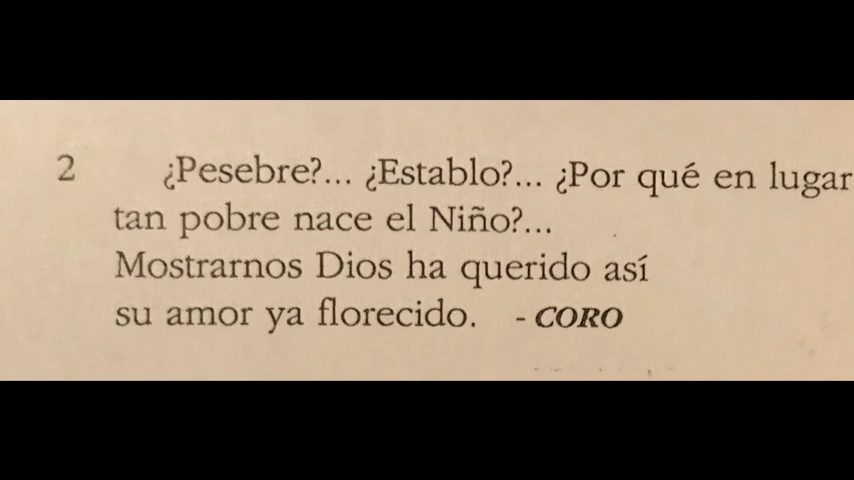 2 ¿Pesebre?... ¿Establo?... ¿Por qué en lugar
tan pobre nace el Niño?...
Mostrarnos Dios ha querido así
su amor ya florecido. - CORO